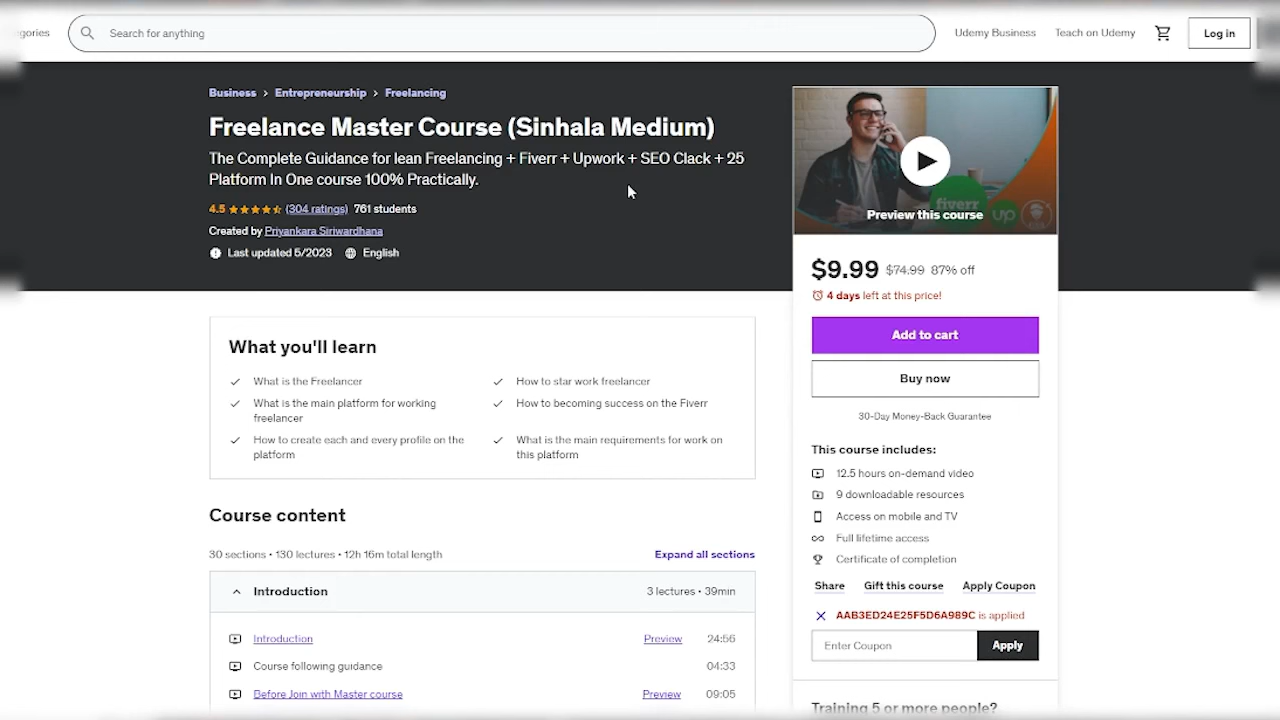 gories
Search for anything
Udemy Business
Teach on Udemy
Log in
Business > Entrepreneurship > Freelancing
Freelance Master Course (Sinhala Medium)
The Complete Guidance for lean Freelancing + Fiverr + Upwork + SEO Clack + 25
Platform In One course 100% Practically.
4.5 (304 ratings) 761 students
Created by Priyankara Siriwardhana
Last updated 5/2023 English
fiverr
up
Preview this course
$9.99 $74.99 87% off
4 days left at this price!
Add to cart
Buy now
30-Day Money-Back Guarantee
This course includes:
12.5 hours on-demand video
9 downloadable resources
Access on mobile and TV
Full lifetime access
Certificate of completion
Share Gift this course Apply Coupon
AAB3ED24E25F5D6A989C is applied
Enter Coupon Apply
Training 5 or more people?
What you'll learn
What is the Freelancer
How to star work freelancer
What is the main platform for working
freelancer
How to becoming success on the Fiverr
How to create each and every profile on the
platform
What is the main requirements for work on
this platform
Course content
30 sections • 130 lectures • 12h 16m total length
Expand all sections
Introduction 3 lectures • 39min
Introduction Preview 24:56
Course following guidance 04:33
Before Join with Master course Preview 09:05